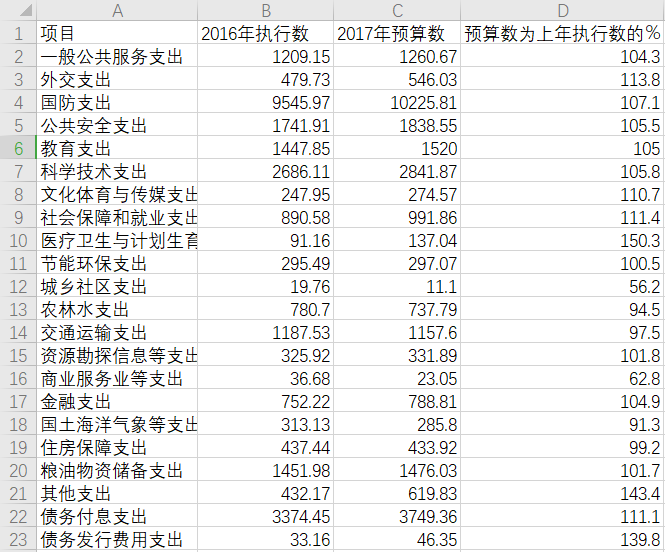 A B C D
1 项目 2016年执行数 2017年预算数 预算数为上年执行数的%
2 一般公共服务支出 1209.15 1260.67 104.3
3 外交支出 479.73 546.03 113.8
4 国防支出 9545.97 10225.81 107.1
5 公共安全支出 1741.91 1838.55 105.5
6 教育支出 1447.85 1520 105
7 科学技术支出 2686.11 2841.87 105.8
8 文化体育与传媒支出 247.95 274.57 110.7
9 社会保障和就业支出 890.58 991.86 111.4
10 医疗卫生与计划生育 91.16 137.04 150.3
11 节能环保支出 295.49 297.07 100.5
12 城乡社区支出 19.76 11.1 56.2
13 农林水支出 780.7 737.79 94.5
14 交通运输支出 1187.53 1157.6 97.5
15 资源勘探信息等支出 325.92 331.89 101.8
16 商业服务业等支出 36.68 23.05 62.8
17 金融支出 752.22 788.81 104.9
18 国土海洋气象等支出 313.13 285.8 91.3
19 住房保障支出 437.44 433.92 99.2
20 粮油物资储备支出 1451.98 1476.03 101.7
21 其他支出 432.17 619.83 143.4
22 债务付息支出 3374.45 3749.36 111.1
23 债务发行费用支出 33.16 46.35 139.8